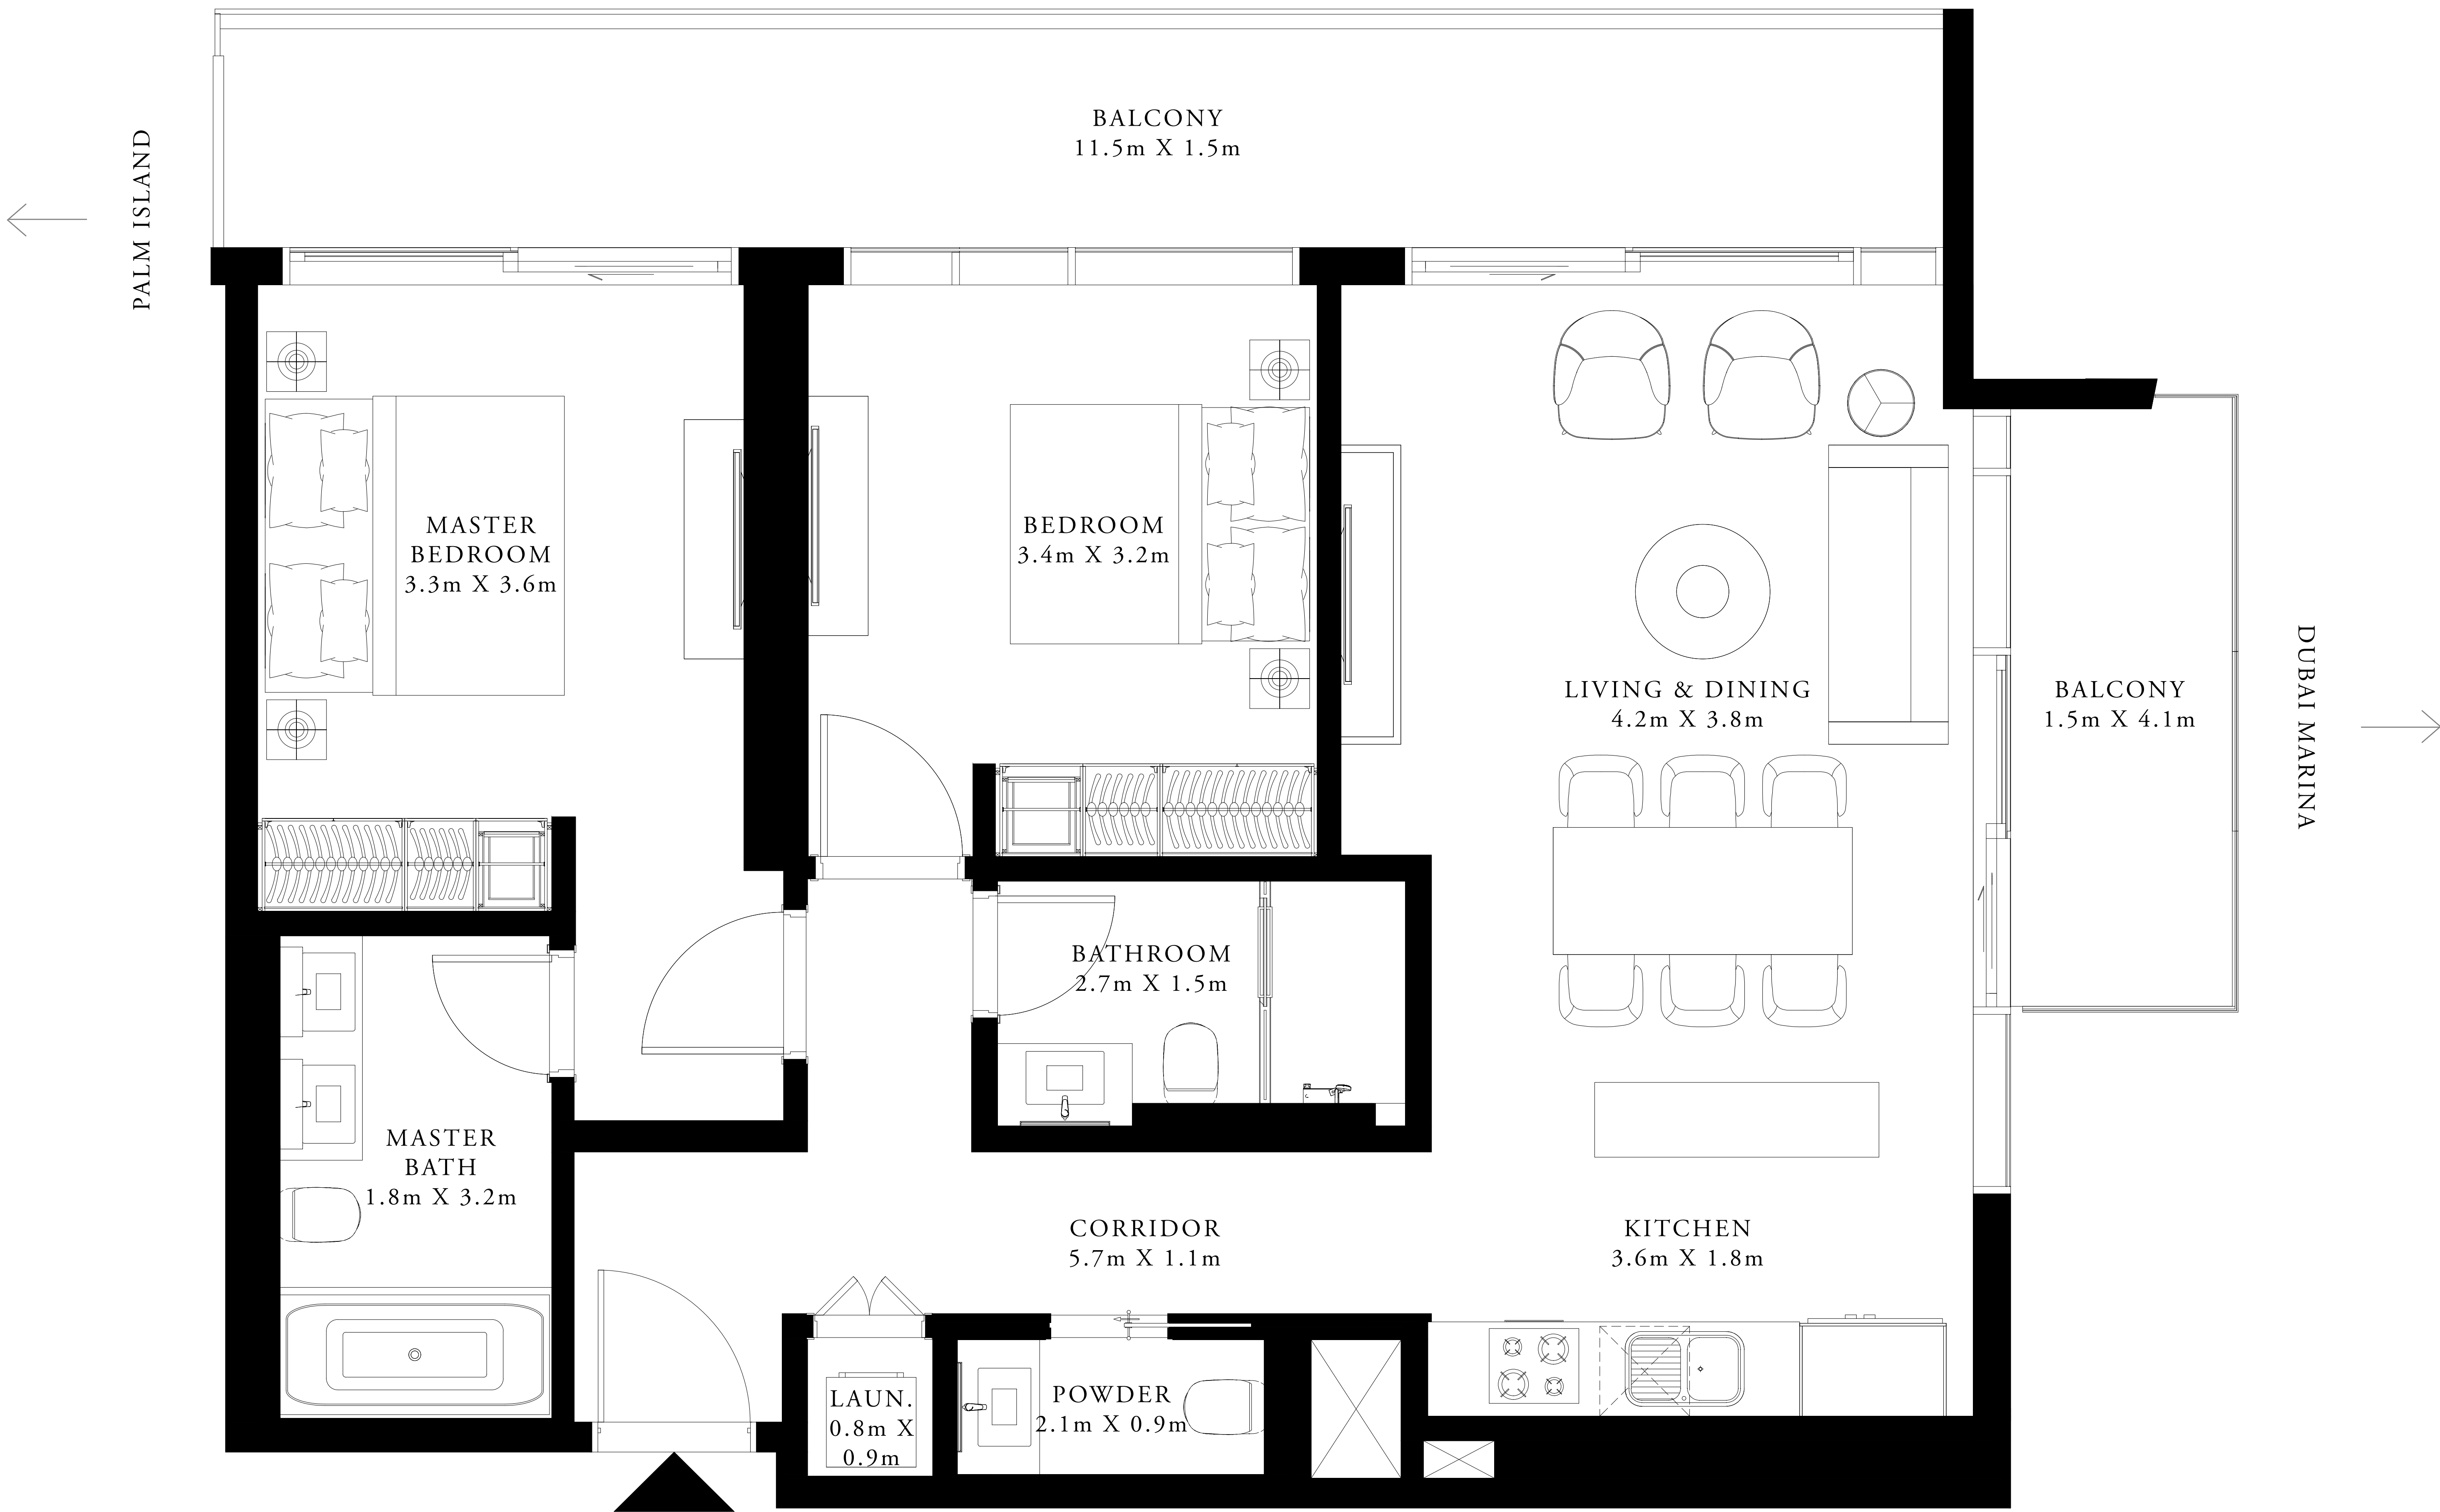 BALCONY
11.5m X 1.5m
PALM ISLAND
MASTER
BEDROOM
3.3m X 3.6m
BEDROOM
3.4m X 3.2m
LIVING & DINING
4.2m X 3.8m
BALCONY
1.5m X 4.1m
DUBAI MARINA
BATHROOM
2.7m X 1.5m
MASTER
BATH
1.8m X 3.2m
CORRIDOR
5.7m X 1.1m
KITCHEN
3.6m X 1.8m
LAUN.
0.8m X
0.9m
POWDER
2.1m X 0.9m